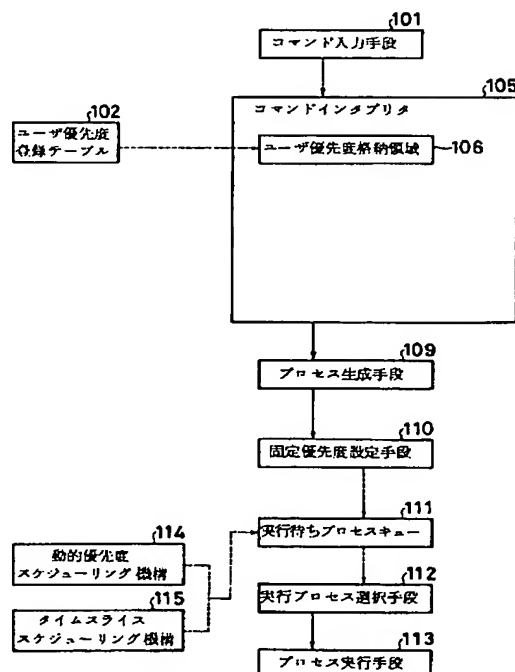 101
コマンド入力手段
105
コマンドインタプリタ
102
ユーザ優先度
登録テーブル
ユーザ優先度格納領域
106
109
プロセス生成手段
110
固定優先度設定手段
111
実行待ちプロセスキュー
114
動的優先度
スケジューリング機構
112
実行プロセス選択手段
115
タイムスライス
スケジューリング機構
113
プロセス実行手段